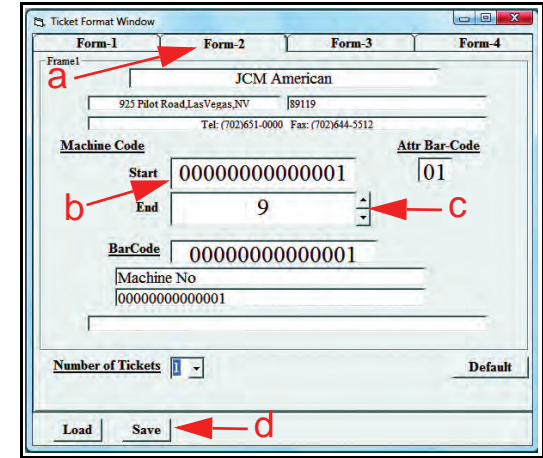 Ticket Format Window
Form-1 Form-2 Form-3 Form-4
Frame1
a
JCM American
925 Pilot Road,LasVegas,NV 89119
Tel: (702)651-0000 Fax: (702)644-5512
Machine Code Attr Bar-Code
Start 00000000000001 01
b End 9 c
BarCode 00000000000001
Machine No
00000000000001
Number of Tickets 1 Default
Load Save d